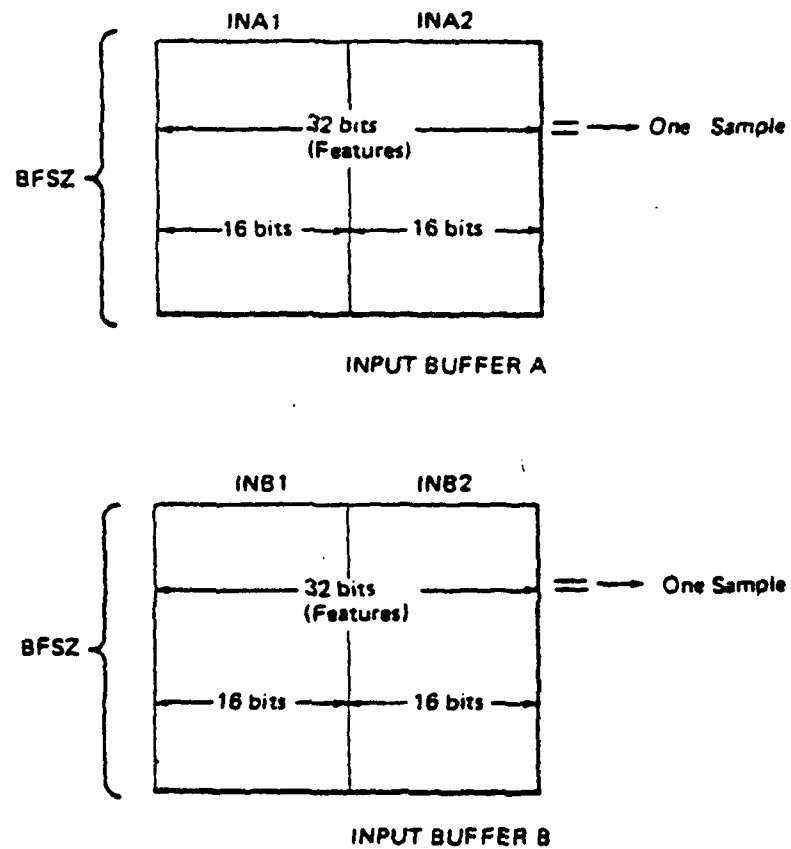 INA1 INA2
32 bits
(Features)
One Sample
BFSZ
16 bits 16 bits
INPUT BUFFER A
INB1 INB2
32 bits
(Features)
One Sample
BFSZ
16 bits 16 bits
INPUT BUFFER B